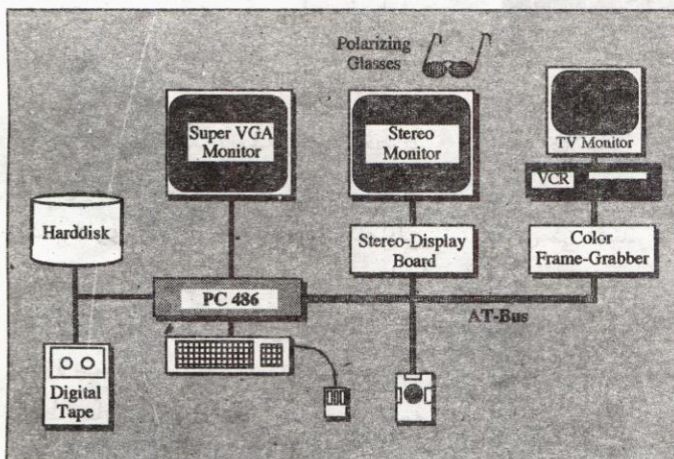 Polarizing
Glasses
Super VGA
Monitor
Stereo
Monitor
TV Monitor
VCR
Harddisk
Stereo-Display
Board
Color
Frame-Grabber
PC 486
AT-Bus
Digital
Tape